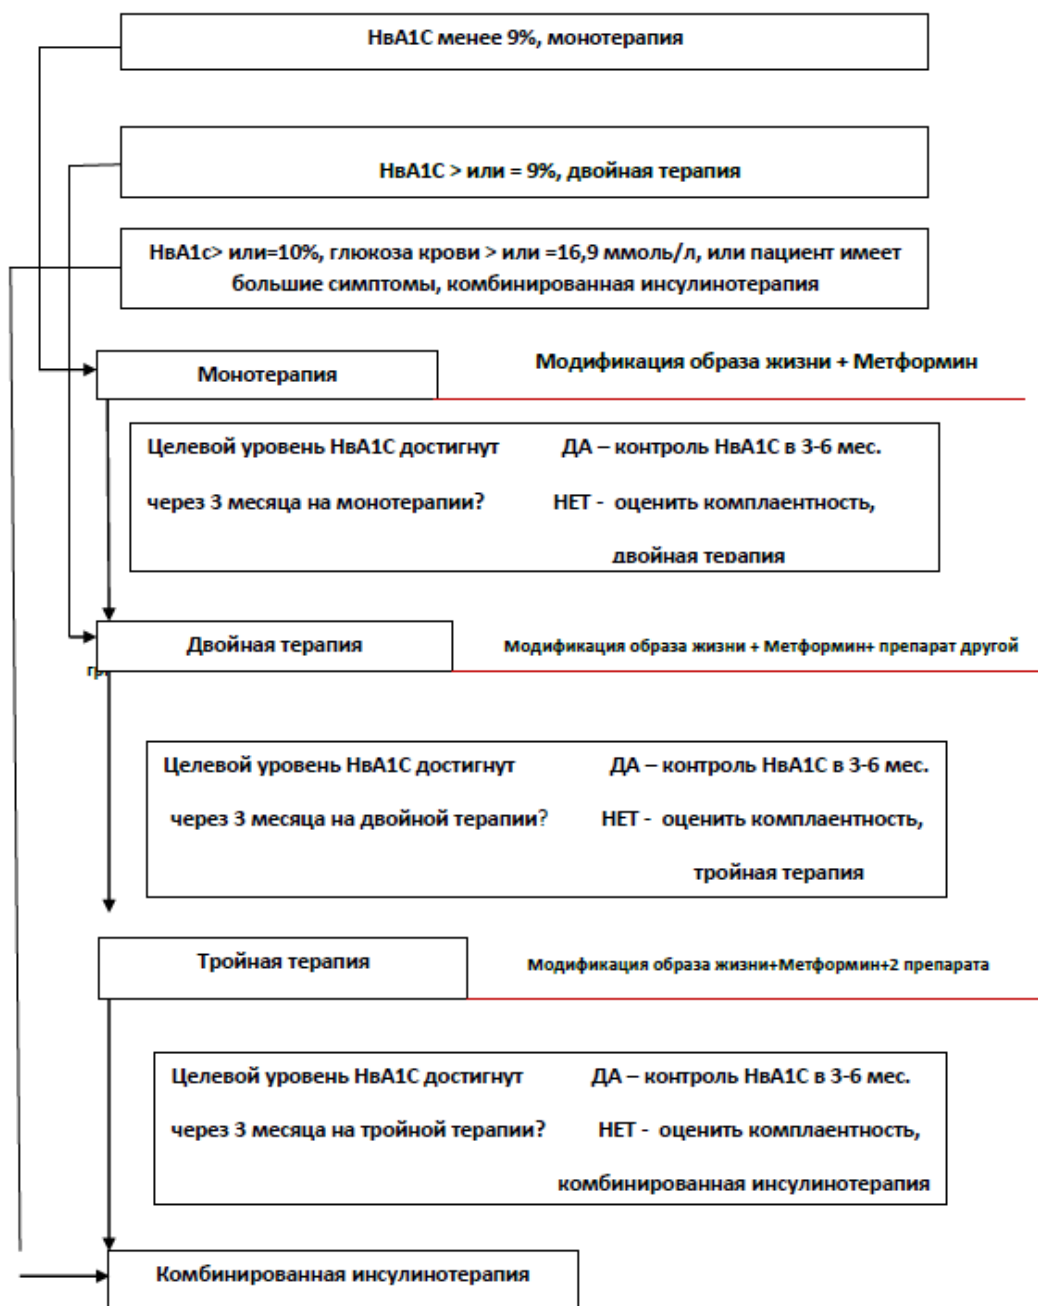 НвА1С менее 9%, монотерапия
НвА1С > или = 9%, двойная терапия
НвА1с> или=10%, глюкоза крови > или =16,9 ммоль/л, или пациент имеет
большие симптомы, комбинированная инсулинотерапия
Монотерапия
Модификация образа жизни + Метформин
Целевой уровень НвА1С достигнут ДА – контроль НвА1С в 3-6 мес.
через 3 месяца на монотерапии? НЕТ - оценить комплаентность,
двойная терапия
Двойная терапия
Модификация образа жизни + Метформин+ препарат другой
Целевой уровень НвА1С достигнут ДА – контроль НвА1С в 3-6 мес.
через 3 месяца на двойной терапии? НЕТ - оценить комплаентность,
тройная терапия
Тройная терапия
Модификация образа жизни+Метформин+2 препарата
Целевой уровень НвА1С достигнут ДА – контроль НвА1С в 3-6 мес.
через 3 месяца на тройной терапии? НЕТ - оценить комплаентность,
комбинированная инсулинотерапия
Комбинированная инсулинотерапия